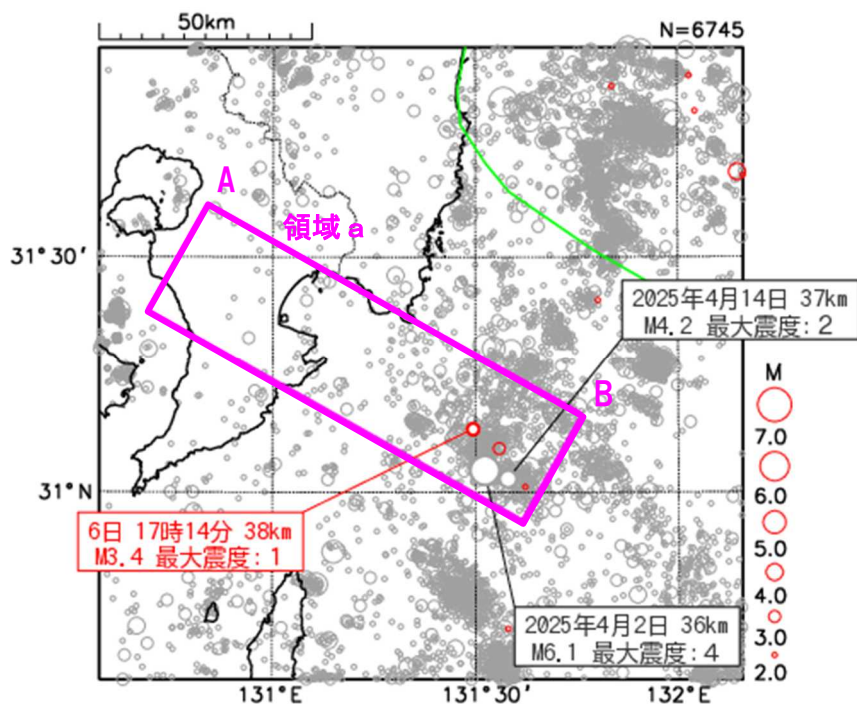 50km
N=6745
A
領域a
31°30′
2025年4月14日 37km
M4.2 最大震度:2
B
M
7.0
6.0
5.0
4.0
3.0
2.0
31°N
6日 17時14分 38km
M3.4 最大震度:1
2025年4月2日 36km
M6.1 最大震度:4
131°E
131°30′
132°E